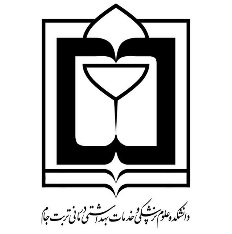 دانشکده علوم پزشکی و خدمات بهداشتی درمانی تربت جام